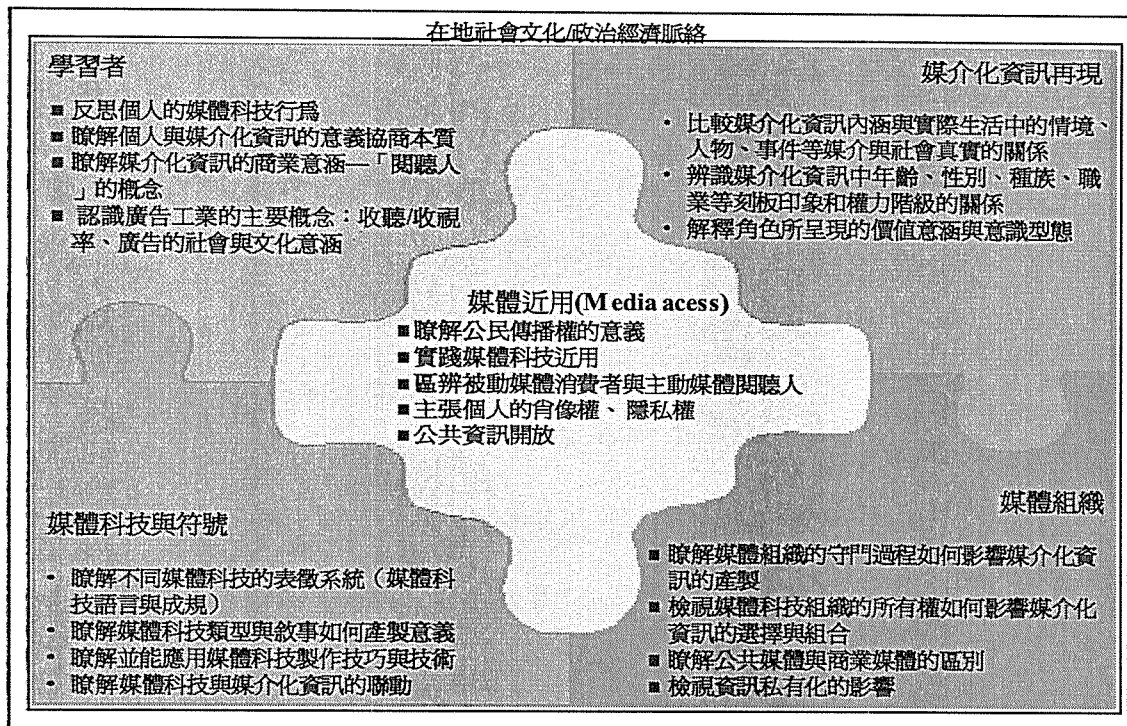 在地社會文化/政治經濟脈絡
學習者
■ 反思個人的媒體科技行為
■ 瞭解個人與媒介化資訊的意義協商本質
■ 瞭解媒介化資訊的商業意涵—「閱聽人
」的概念
■ 認識廣告工業的主要概念：收聽/收視
率、廣告的社會與文化意涵
媒介化資訊再現
• 比較媒介化資訊內涵與實際生活中的情境、
人物、事件等媒介與社會真實的關係
• 辨識媒介化資訊中年齡、性別、種族、職
業等刻板印象和權力階級的關係
• 解釋角色所呈現的價值意涵與意識型態
媒體近用(Media acess)
■ 瞭解公民傳播權的意義
■ 實踐媒體科技近用
■ 區辨被動媒體消費者與主動媒體閱聽人
■ 主張個人的肖像權、隱私權
■ 公共資訊開放
媒體科技與符號
• 瞭解不同媒體科技的表徵系統（媒體科
技語言與成規）
• 瞭解媒體科技類型與敘事如何產製意義
• 瞭解並能應用媒體科技製作技巧與技術
• 瞭解媒體科技與媒介化資訊的聯動
媒體組織
■ 瞭解媒體組織的守門過程如何影響媒介化資
訊的產製
■ 檢視媒體科技組織的所有權如何影響媒介化
資訊的選擇與組合
■ 瞭解公共媒體與商業媒體的區別
■ 檢視資訊私有化的影響